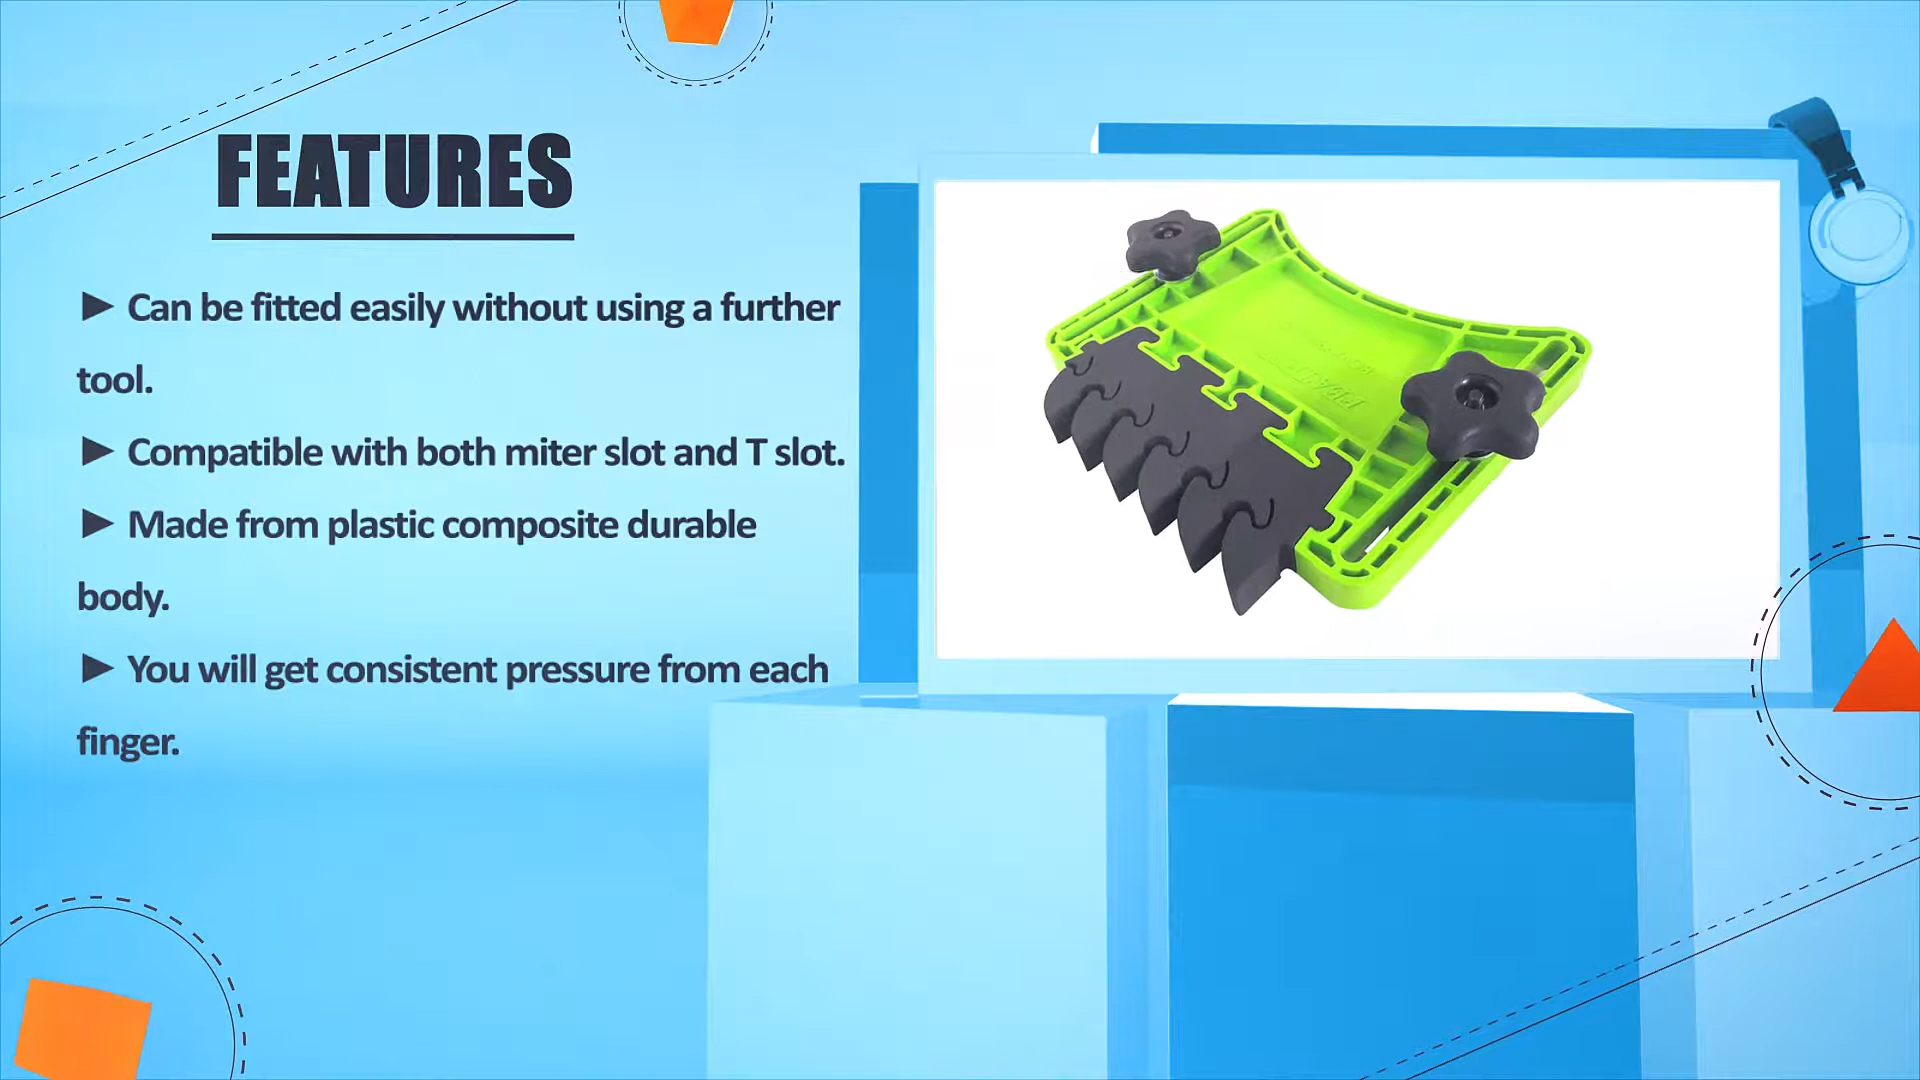 FEATURES
► Can be fitted easily without using a further
tool.
► Compatible with both miter slot and T slot.
► Made from plastic composite durable
body.
► You will get consistent pressure from each
finger.